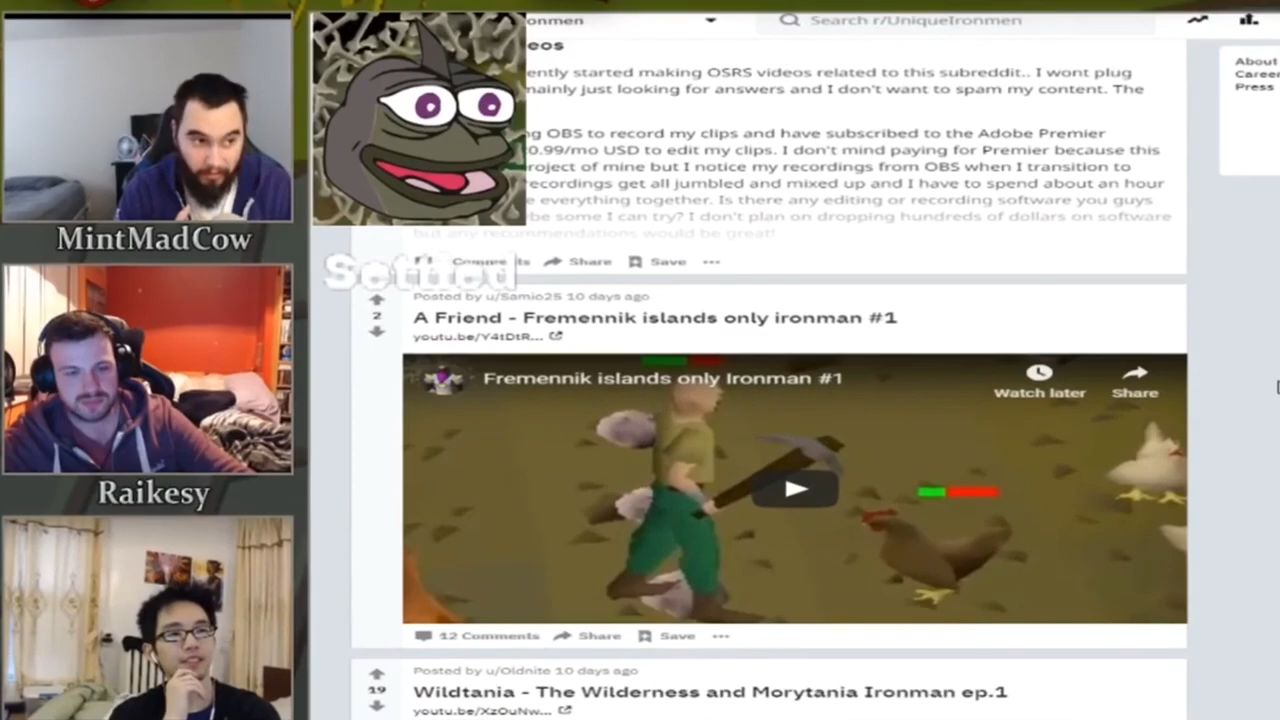 MintMadCow
Raikesy
onmen
Search r/UniqueIronmen
eos
ently started making OSRS videos related to this subreddit.. I wont plug
mainly just looking for answers and I don't want to spam my content. The
ng OBS to record my clips and have subscribed to the Adobe Premier
0.99/mo USD to edit my clips. I don't mind paying for Premier because this
roject of mine but I notice my recordings from OBS when I transition to
recordings get all jumbled and mixed up and I have to spend about an hour
e everything together. Is there any editing or recording software you guys
be some I can try? I don't plan on dropping hundreds of dollars on software
but any recommendations would be great!
Settled
Share Save
Posted by u/Samio25 10 days ago
2
A Friend - Fremennik islands only ironman #1
youtu.be/Y4tDtR...
Fremennik islands only Ironman #1
Watch later Share
12 Comments Share Save
Posted by u/Oldnite 10 days ago
19
Wildtania - The Wilderness and Morytania Ironman ep.1
youtu.be/XzOuNw...
About
Career
Press